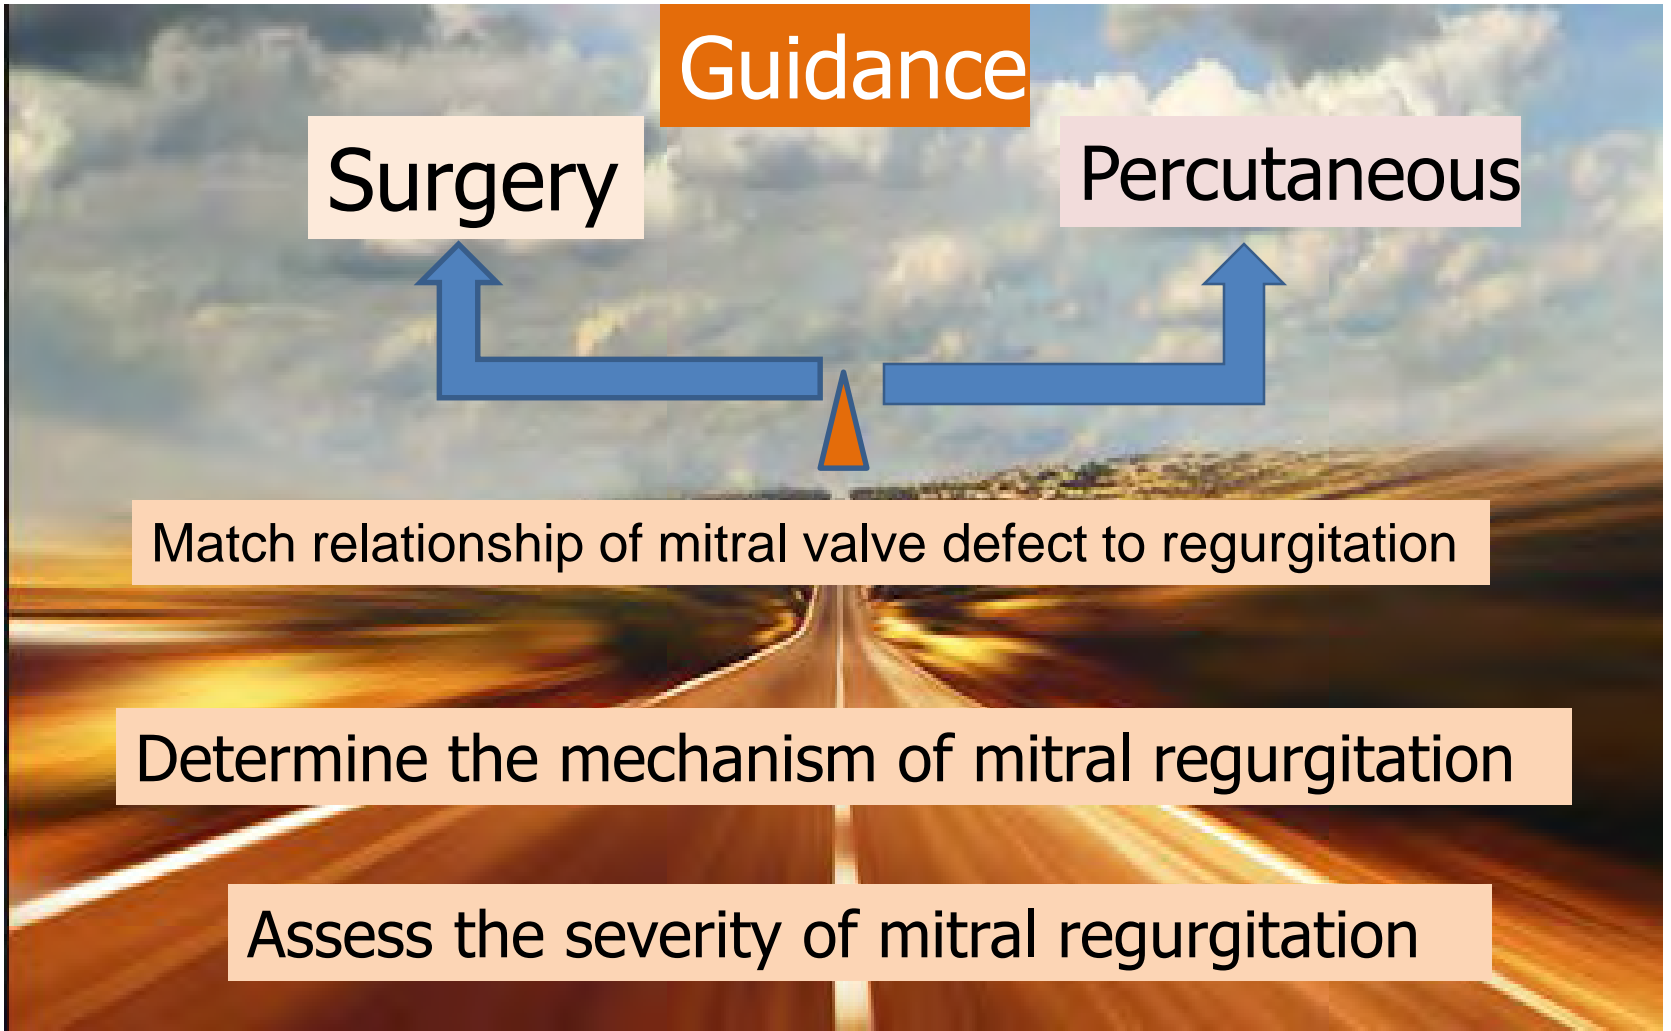 Guidance
Surgery
Percutaneous
Match relationship of mitral valve defect to regurgitation
Determine the mechanism of mitral regurgitation
Assess the severity of mitral regurgitation